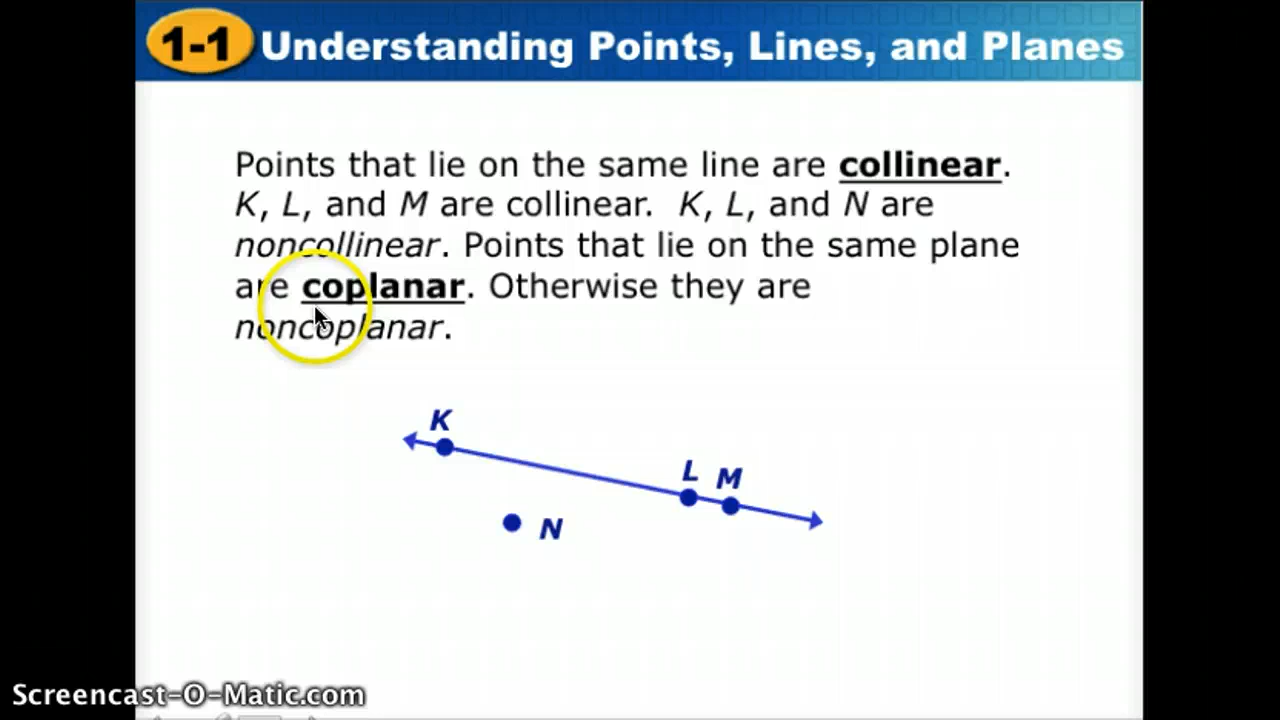 1-1 Understanding Points, Lines, and Planes
Points that lie on the same line are collinear.
K, L, and M are collinear. K, L, and N are
noncollinear. Points that lie on the same plane
are coplanar. Otherwise they are
noncoplanar.
K
L M
N
Screencast-O-Matic.com